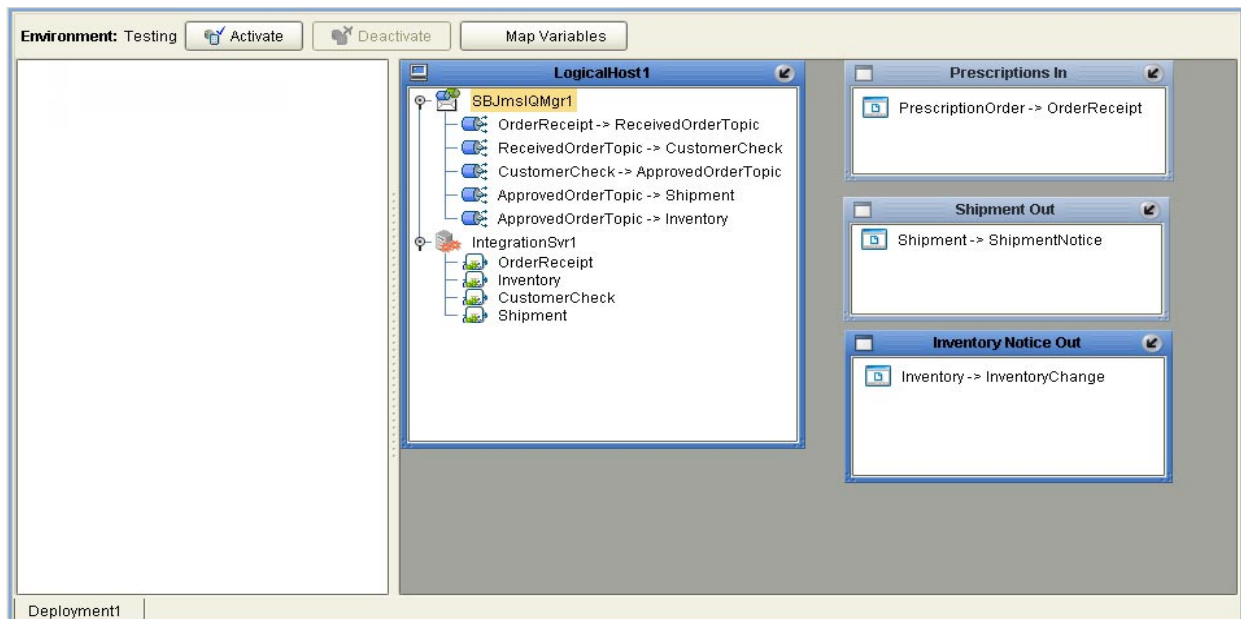 Environment: Testing Activate Deactivate Map Variables
LogicalHost1
SBJmsIQMgr1
OrderReceipt -> ReceivedOrderTopic
ReceivedOrderTopic -> CustomerCheck
CustomerCheck -> ApprovedOrderTopic
ApprovedOrderTopic -> Shipment
ApprovedOrderTopic -> Inventory
IntegrationSvr1
OrderReceipt
Inventory
CustomerCheck
Shipment
Prescriptions In
PrescriptionOrder -> OrderReceipt
Shipment Out
Shipment -> ShipmentNotice
Inventory Notice Out
Inventory -> InventoryChange
Deployment1